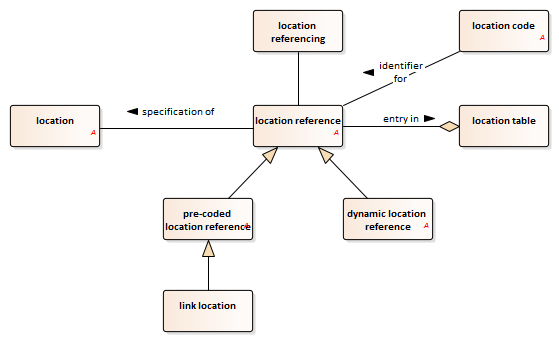 location
referencing
location code
A
◄ identifier
for
location
A
◄ specification of
location reference
A
entry in ►
location table
pre-coded
location reference
A
dynamic location
reference
A
link location